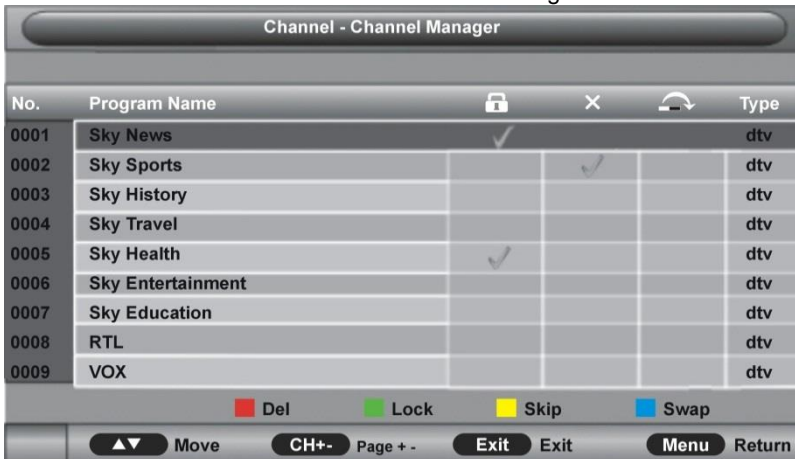 Channel - Channel Manager
No. Program Name Type
0001 Sky News dtv
0002 Sky Sports dtv
0003 Sky History dtv
0004 Sky Travel dtv
0005 Sky Health dtv
0006 Sky Entertainment dtv
0007 Sky Education dtv
0008 RTL dtv
0009 VOX dtv
Del Lock Skip Swap
▲▼ Move CH+- Page + - Exit Exit Menu Return